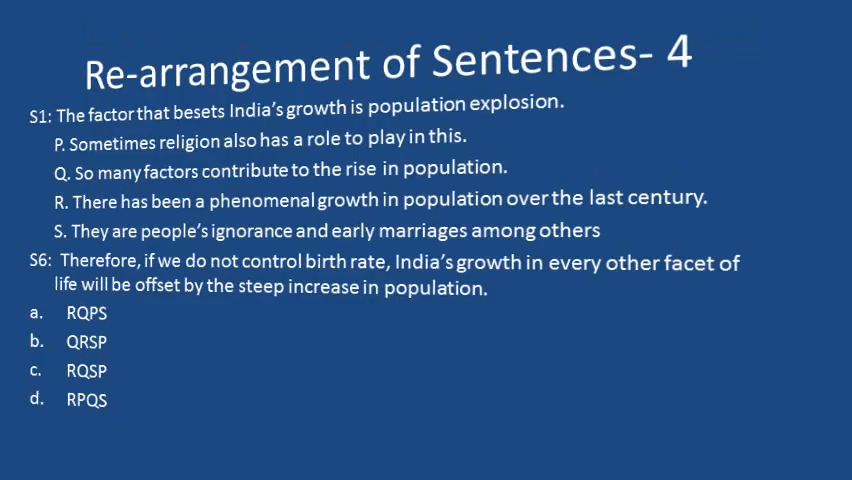 Re-arrangement of Sentences- 4
S1: The factor that besets India's growth is population explosion.
P. Sometimes religion also has a role to play in this.
Q. So many factors contribute to the rise in population.
R. There has been a phenomenal growth in population over the last century.
S. They are people's ignorance and early marriages among others
S6: Therefore, if we do not control birth rate, India's growth in every other facet of
life will be offset by the steep increase in population.
a. RQPS
b. QRSP
c. RQSP
d. RPQS